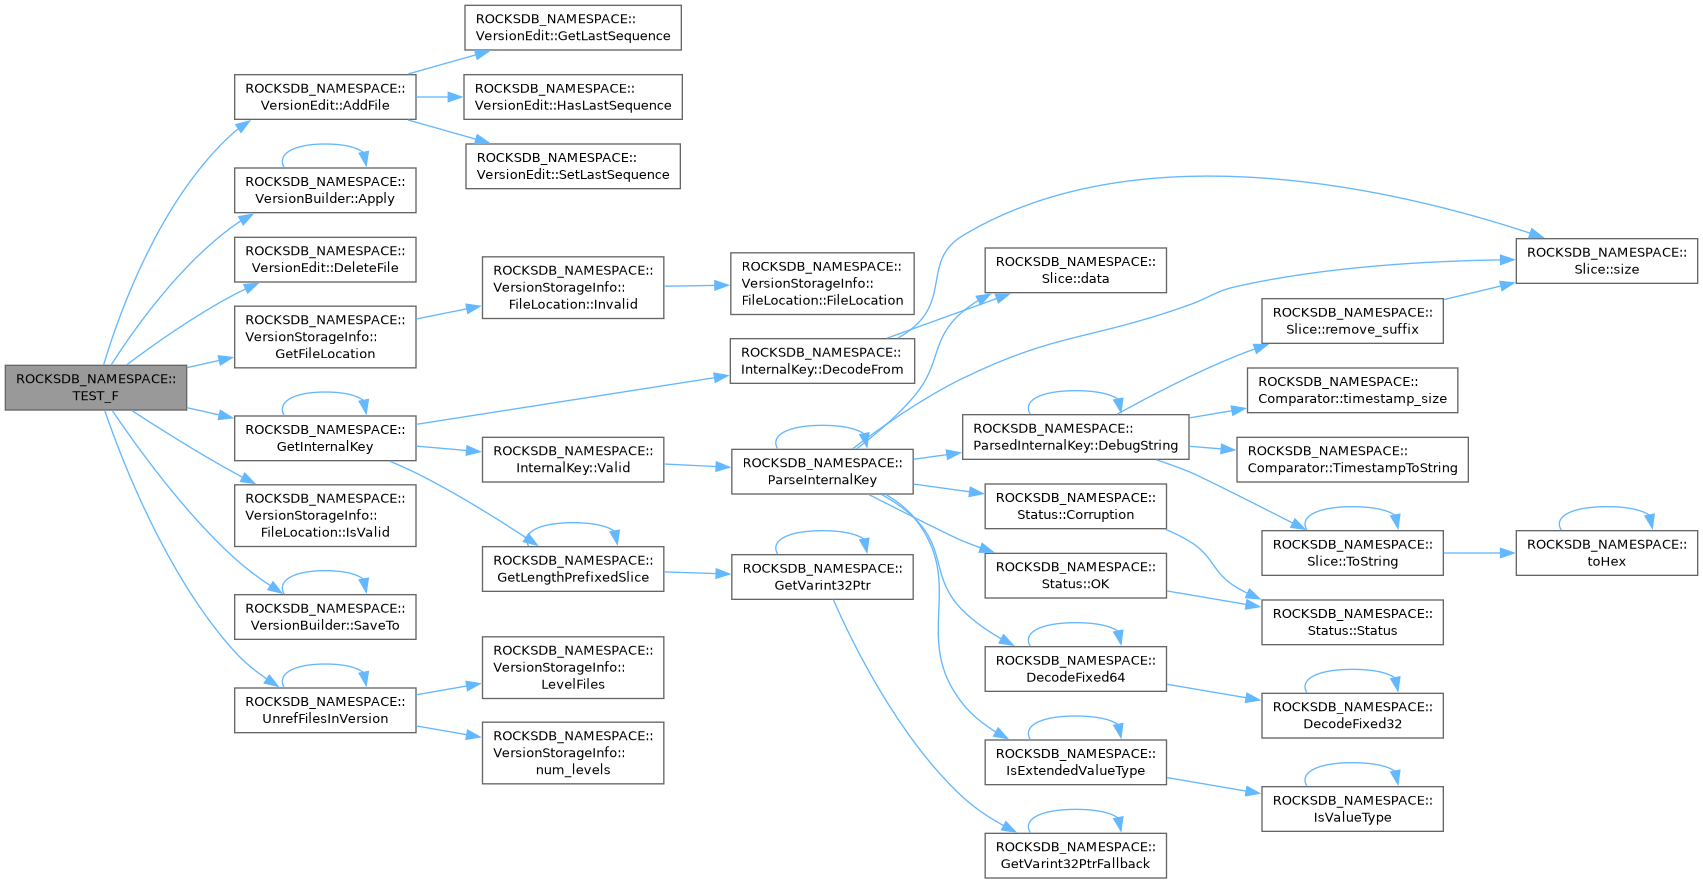 ROCKSDB_NAMESPACE::
TEST_F
ROCKSDB_NAMESPACE::
VersionEdit::AddFile
ROCKSDB_NAMESPACE::
VersionEdit::GetLastSequence
ROCKSDB_NAMESPACE::
VersionEdit::HasLastSequence
ROCKSDB_NAMESPACE::
VersionEdit::SetLastSequence
ROCKSDB_NAMESPACE::
VersionBuilder::Apply
ROCKSDB_NAMESPACE::
VersionEdit::DeleteFile
ROCKSDB_NAMESPACE::
VersionStorageInfo::
GetFileLocation
ROCKSDB_NAMESPACE::
VersionStorageInfo::
FileLocation::Invalid
ROCKSDB_NAMESPACE::
VersionStorageInfo::
FileLocation::FileLocation
ROCKSDB_NAMESPACE::
GetInternalKey
ROCKSDB_NAMESPACE::
InternalKey::DecodeFrom
ROCKSDB_NAMESPACE::
Slice::data
ROCKSDB_NAMESPACE::
Slice::size
ROCKSDB_NAMESPACE::
InternalKey::Valid
ROCKSDB_NAMESPACE::
ParseInternalKey
ROCKSDB_NAMESPACE::
ParsedInternalKey::DebugString
ROCKSDB_NAMESPACE::
Slice::remove_suffix
ROCKSDB_NAMESPACE::
Comparator::timestamp_size
ROCKSDB_NAMESPACE::
Comparator::TimestampToString
ROCKSDB_NAMESPACE::
Slice::ToString
ROCKSDB_NAMESPACE::
toHex
ROCKSDB_NAMESPACE::
Status::Corruption
ROCKSDB_NAMESPACE::
Status::OK
ROCKSDB_NAMESPACE::
Status::Status
ROCKSDB_NAMESPACE::
DecodeFixed64
ROCKSDB_NAMESPACE::
DecodeFixed32
ROCKSDB_NAMESPACE::
IsExtendedValueType
ROCKSDB_NAMESPACE::
IsValueType
ROCKSDB_NAMESPACE::
GetLengthPrefixedSlice
ROCKSDB_NAMESPACE::
GetVarint32Ptr
ROCKSDB_NAMESPACE::
GetVarint32PtrFallback
ROCKSDB_NAMESPACE::
VersionStorageInfo::
FileLocation::IsValid
ROCKSDB_NAMESPACE::
VersionBuilder::SaveTo
ROCKSDB_NAMESPACE::
UnrefFilesInVersion
ROCKSDB_NAMESPACE::
VersionStorageInfo::
LevelFiles
ROCKSDB_NAMESPACE::
VersionStorageInfo::
num_levels